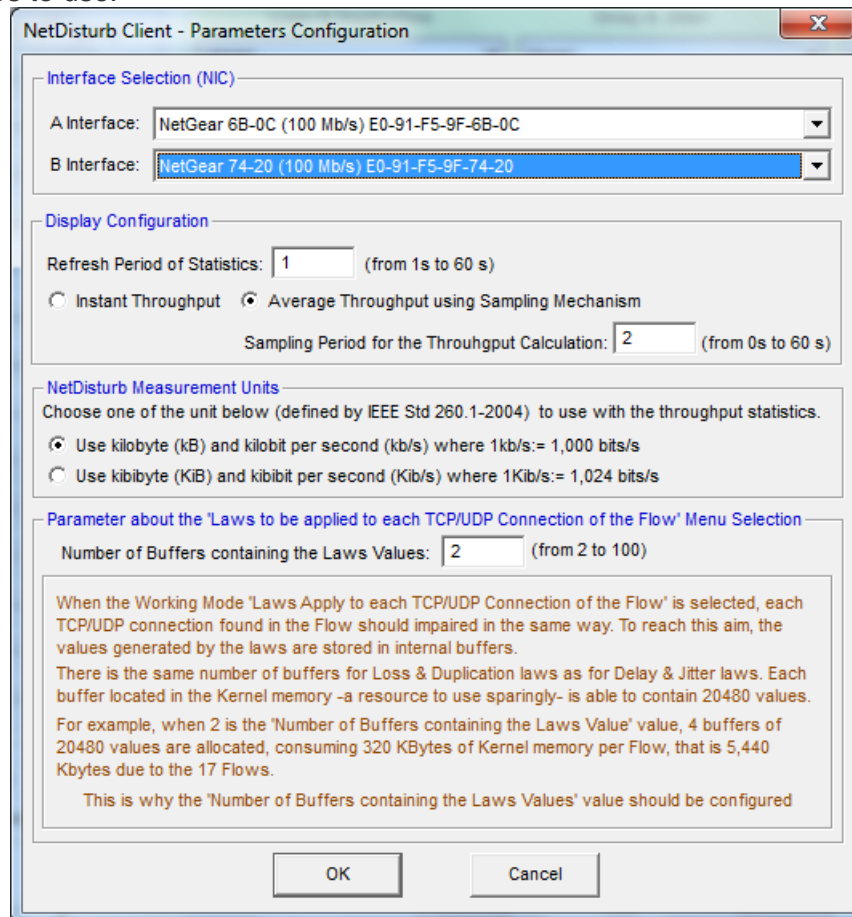 NetDisturb Client - Parameters Configuration
Interface Selection (NIC)
A Interface: NetGear 6B-0C (100 Mb/s) E0-91-F5-9F-6B-0C
B Interface: NetGear 74-20 (100 Mb/s) E0-91-F5-9F-74-20
Display Configuration
Refresh Period of Statistics: 1 (from 1s to 60 s)
Instant Throughput Average Throughput using Sampling Mechanism
Sampling Period for the Throuhgput Calculation: 2 (from 0s to 60 s)
NetDisturb Measurement Units
Choose one of the unit below (defined by IEEE Std 260.1-2004) to use with the throughput statistics.
Use kilobyte (kB) and kilobit per second (kb/s) where 1kb/s:= 1,000 bits/s
Use kibibyte (KiB) and kibibit per second (Kib/s) where 1Kib/s:= 1,024 bits/s
Parameter about the 'Laws to be applied to each TCP/UDP Connection of the Flow' Menu Selection
Number of Buffers containing the Laws Values: 2 (from 2 to 100)
When the Working Mode 'Laws Apply to each TCP/UDP Connection of the Flow' is selected, each
TCP/UDP connection found in the Flow should impaired in the same way. To reach this aim, the
values generated by the laws are stored in internal buffers.
There is the same number of buffers for Loss & Duplication laws as for Delay & Jitter laws. Each
buffer located in the Kernel memory -a resource to use sparingly- is able to contain 20480 values.
For example, when 2 is the 'Number of Buffers containing the Laws Value' value, 4 buffers of
20480 values are allocated, consuming 320 KBytes of Kernel memory per Flow, that is 5,440
Kbytes due to the 17 Flows.
This is why the 'Number of Buffers containing the Laws Values' value should be configured
OK Cancel